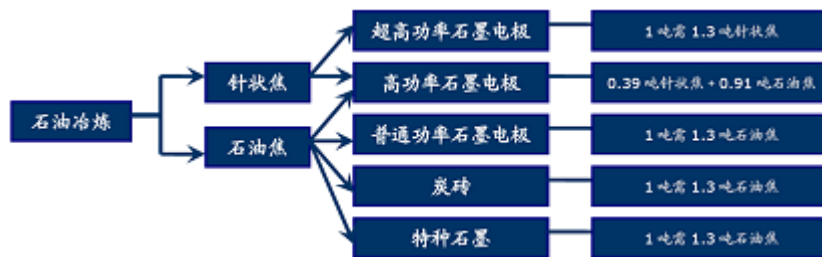 石油冶炼
针状焦
石油焦
超高功率石墨电极
高功率石墨电极
普通功率石墨电极
炭砖
特种石墨
1 吨需 1.3 吨针状焦
0.39 吨针状焦 + 0.91 吨石油焦
1 吨需 1.3 吨石油焦
1 吨需 1.3 吨石油焦
1 吨需 1.3 吨石油焦